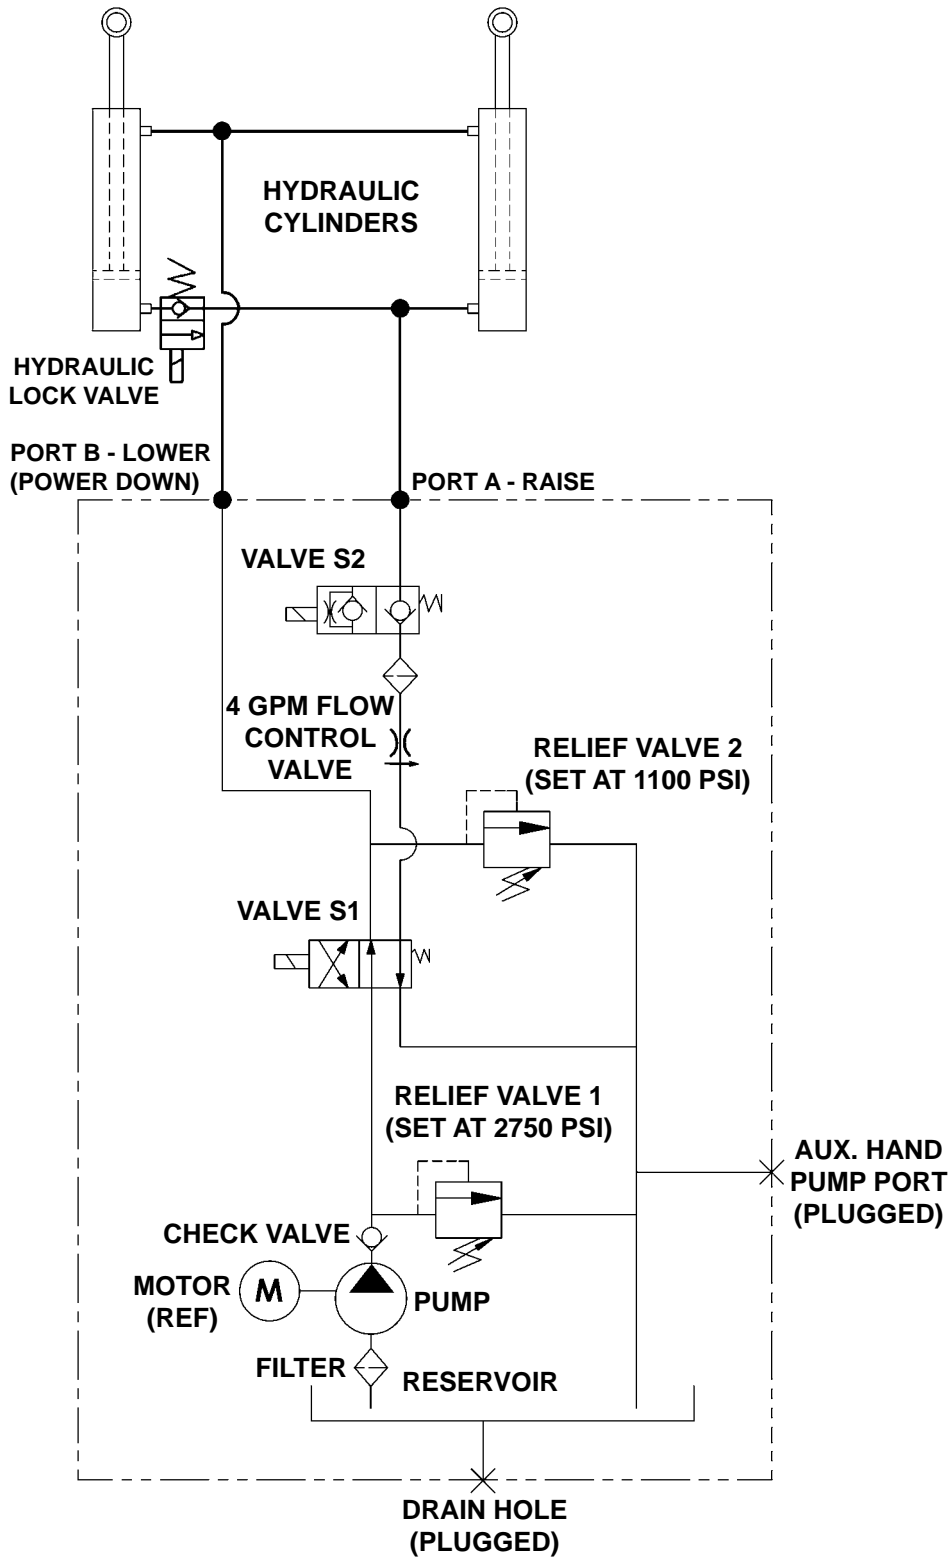 HYDRAULIC
CYLINDERS
HYDRAULIC
LOCK VALVE
PORT B - LOWER
(POWER DOWN)
PORT A - RAISE
VALVE S2
4 GPM FLOW
CONTROL
VALVE
RELIEF VALVE 2
(SET AT 1100 PSI)
VALVE S1
RELIEF VALVE 1
(SET AT 2750 PSI)
AUX. HAND
PUMP PORT
(PLUGGED)
CHECK VALVE
MOTOR
(REF)
M
PUMP
FILTER
RESERVOIR
DRAIN HOLE
(PLUGGED)